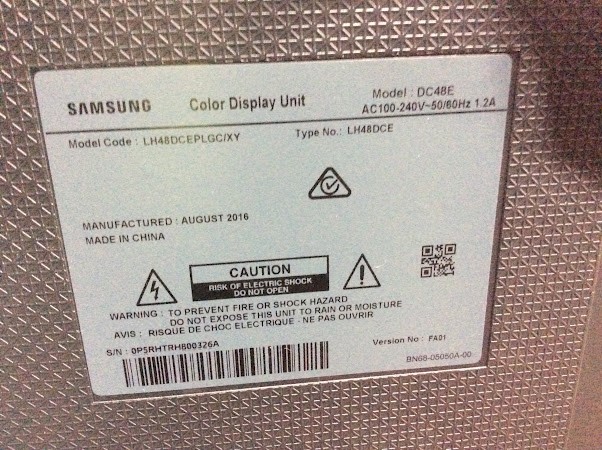 SAMSUNG Color Display Unit Model : DC48E
AC100-240V~50/60Hz 1.2A
Model Code : LH48DCEPLGC/XY Type No.: LH48DCE
MANUFACTURED : AUGUST 2016
MADE IN CHINA
CAUTION
RISK OF ELECTRIC SHOCK
DO NOT OPEN
WARNING : TO PREVENT FIRE OR SHOCK HAZARD
DO NOT EXPOSE THIS UNIT TO RAIN OR MOISTURE
AVIS : RISQUE DE CHOC ELECTRIQUE - NE PAS OUVRIR
S/N : 0P5RHTRH800326A
Version No : FA01
BN68-05050A-00